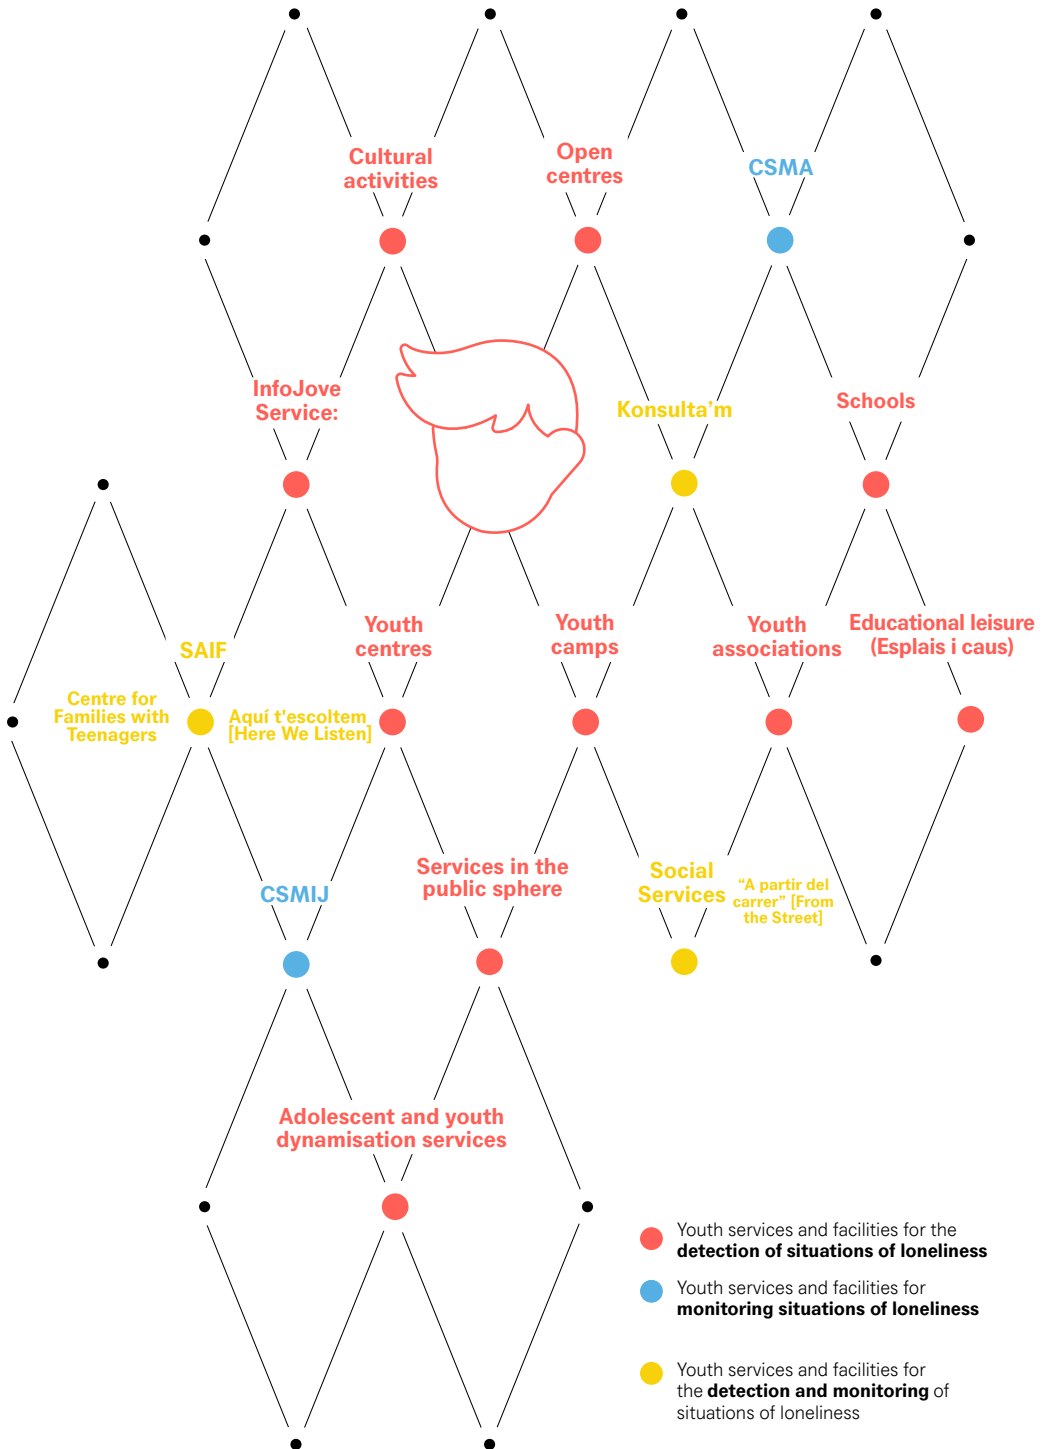 Cultural
activities
Open
centres
CSMA
InfoJove
Service:
Konsulta’m
Schools
SAIF
Youth
centres
Youth
camps
Youth
associations
Educational leisure
(Esplais i caus)
Centre for
Families with
Teenagers
Aquí t'escoltem
[Here We Listen]
CSMIJ
Services in the
public sphere
Social
Services
“A partir del
carrer” [From
the Street]
Adolescent and youth
dynamisation services
Youth services and facilities for the
detection of situations of loneliness
Youth services and facilities for
monitoring situations of loneliness
Youth services and facilities for
the detection and monitoring of
situations of loneliness